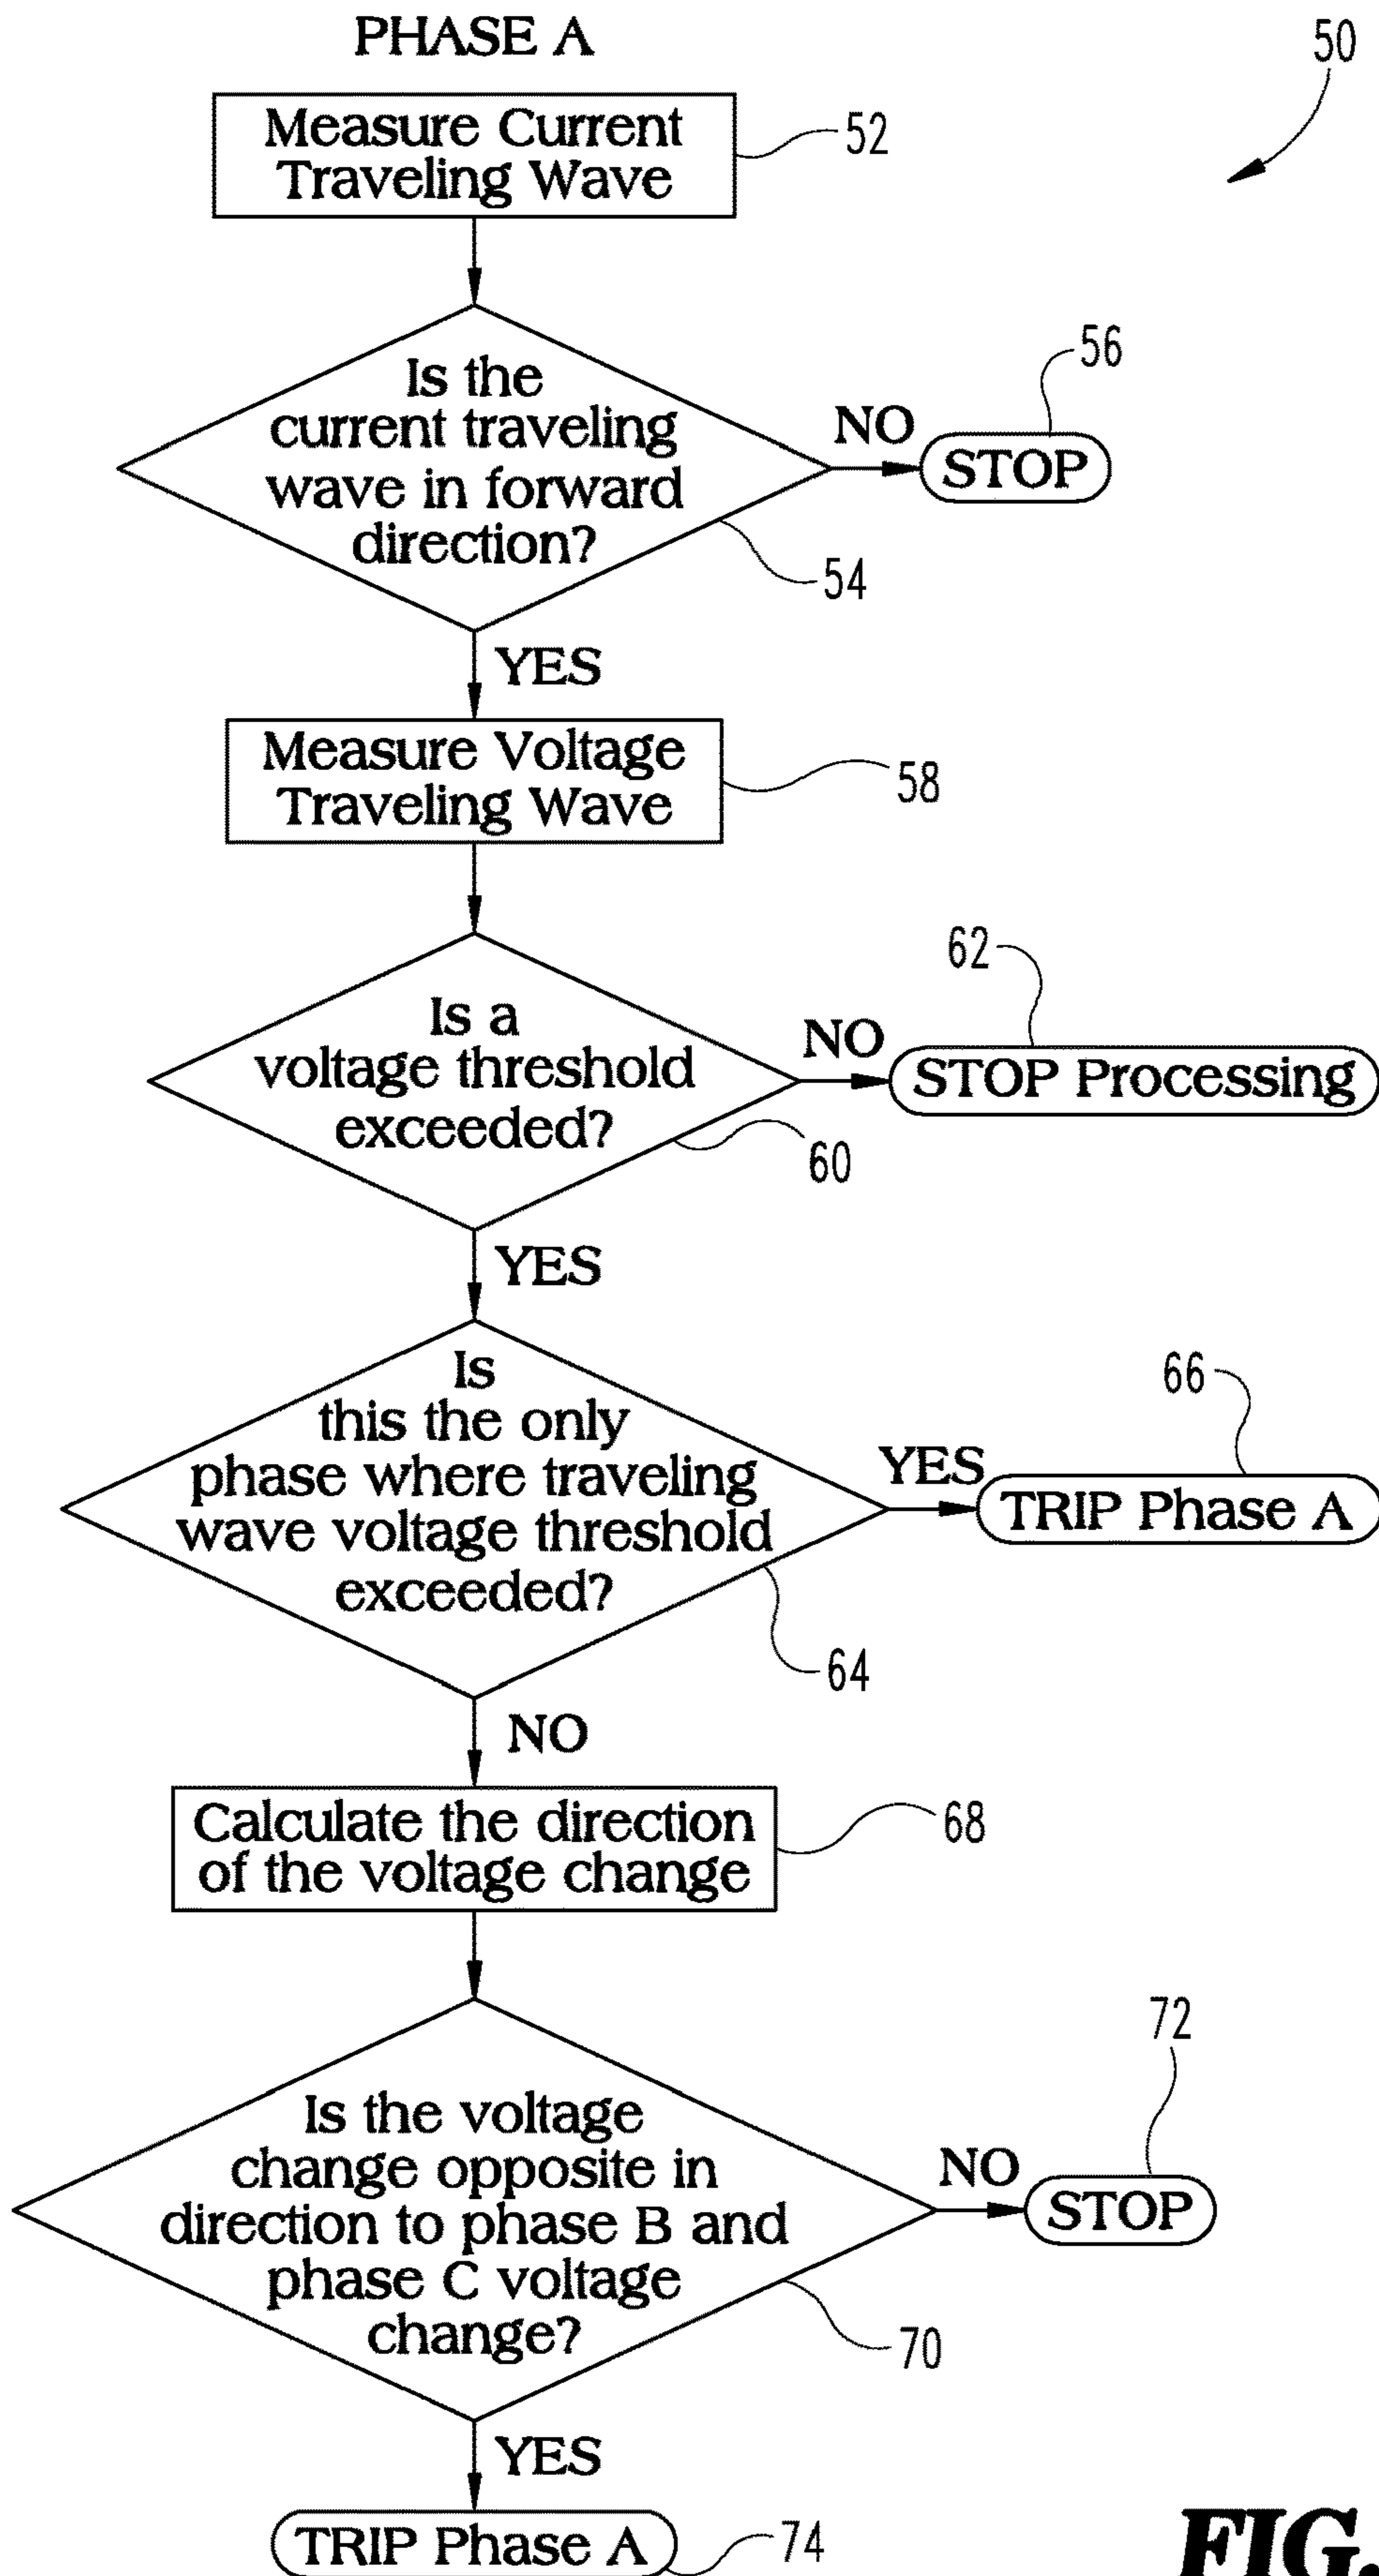 PHASE A
50
Measure Current
Traveling Wave
52
Is the
current traveling
wave in forward
direction?
54
NO
STOP
56
YES
Measure Voltage
Traveling Wave
58
Is a
voltage threshold
exceeded?
60
NO
STOP Processing
62
YES
Is
this the only
phase where traveling
wave voltage threshold
exceeded?
64
YES
TRIP Phase A
66
NO
Calculate the direction
of the voltage change
68
Is the voltage
change opposite in
direction to phase B and
phase C voltage
change?
70
NO
STOP
72
YES
TRIP Phase A
74
FIG.